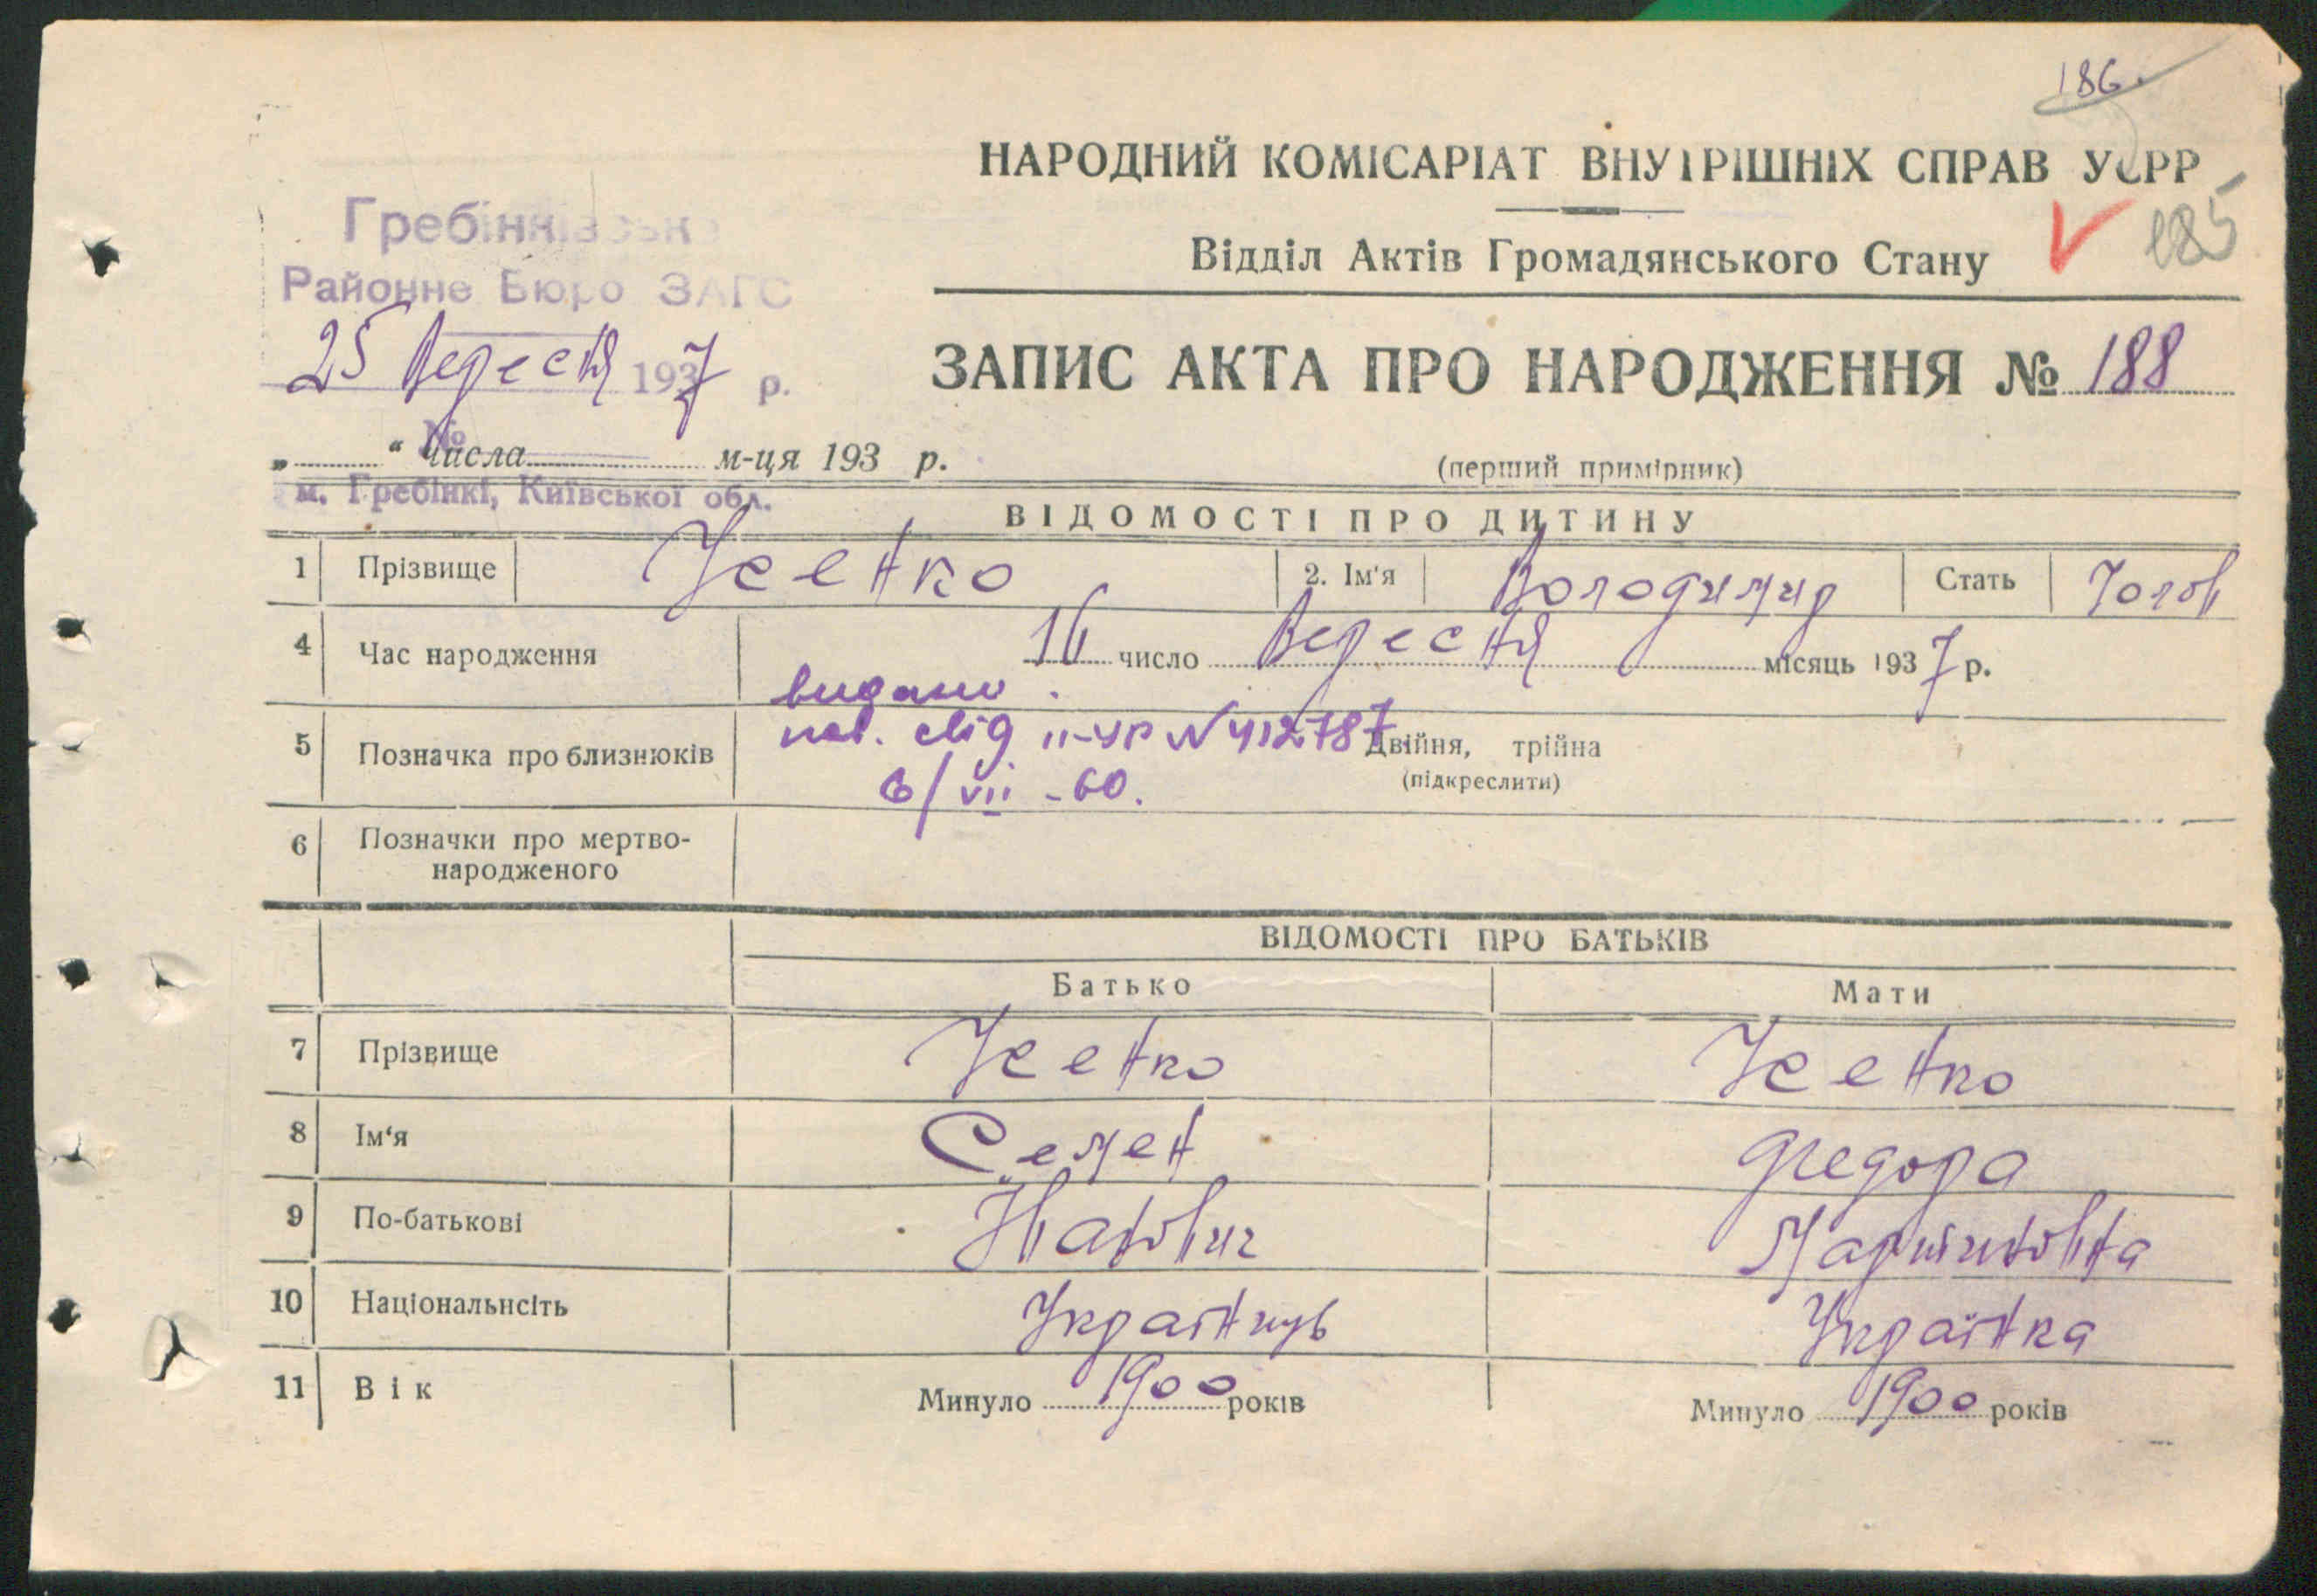 186
НАРОДНИЙ КОМІСАРІАТ ВНУТРІШНІХ СПРАВ УСРР
185
Відділ Актів Громадянського Стану
Гребінківське
Районне Бюро ЗАГС
25 Вересня 1937 р.
№
ЗАПИС АКТА ПРО НАРОДЖЕННЯ № 188
„ “ числа м-ця 193 р.
(перший примірник)
м. Гребінкі, Київської обл.
ВІДОМОСТІ ПРО ДИТИНУ
1 Прізвище Усенко 2. Ім'я Володимир Стать Чолов
4 Час народження 16 число Вересня місяць 1937 р.
видано
пов. свід II-УР N 412787
6/VII-60.
5 Позначка про близнюків Двійня, трійна
(підкреслити)
6 Позначки про мертво-
народженого
ВІДОМОСТІ ПРО БАТЬКІВ
Батько Мати
7 Прізвище Усенко Усенко
8 Ім‘я Семен Федора
9 По-батькові Мартиновна
10 Національнсіть Українець Українка
11 Вік Минуло 1900 років Минуло 1900 років